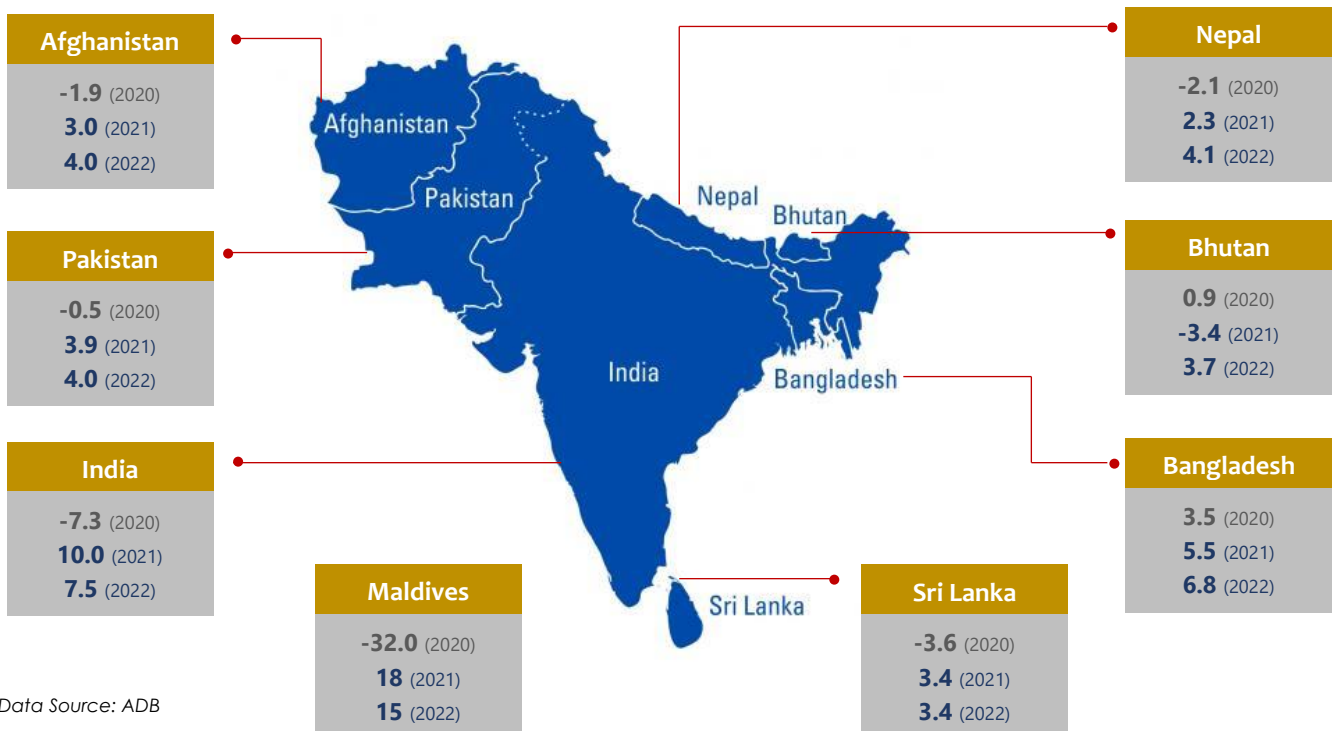 Afghanistan
-1.9 (2020)
3.0 (2021)
4.0 (2022)
Pakistan
-0.5 (2020)
3.9 (2021)
4.0 (2022)
India
-7.3 (2020)
10.0 (2021)
7.5 (2022)
Maldives
-32.0 (2020)
18 (2021)
15 (2022)
Sri Lanka
-3.6 (2020)
3.4 (2021)
3.4 (2022)
Nepal
-2.1 (2020)
2.3 (2021)
4.1 (2022)
Bhutan
0.9 (2020)
-3.4 (2021)
3.7 (2022)
Bangladesh
3.5 (2020)
5.5 (2021)
6.8 (2022)
Afghanistan
Pakistan
Nepal
Bhutan
India
Bangladesh
Sri Lanka
Data Source: ADB